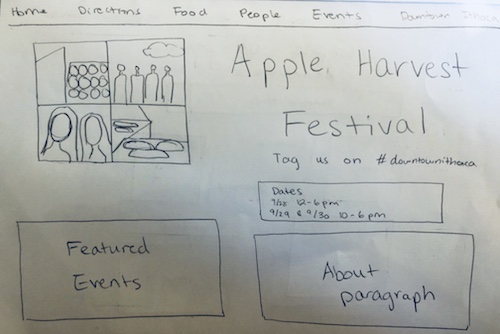 Home Directions Food People Events Downtown Ithaca
Apple Harvest
Festival
Tag us on #downtownithaca
Dates
9/28 12-6pm
9/29 & 9/30 10-6pm
Featured
Events
About
paragraph